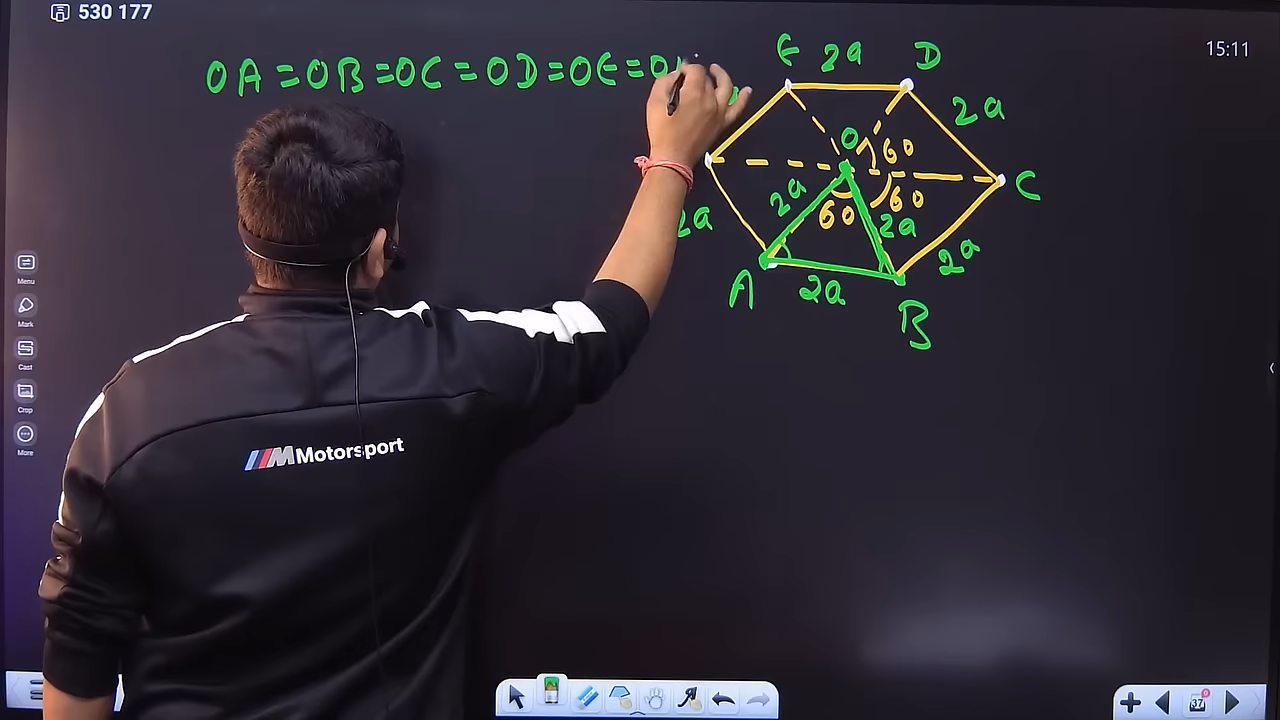 530 177
15:11
OA = OB = OC = OD = OE = O
E 2a D
2a
O 60
60
C
2a
60
2a
2a
2a
A 2a B
Menu
Mark
Cast
Crop
More
M Motorsport
37